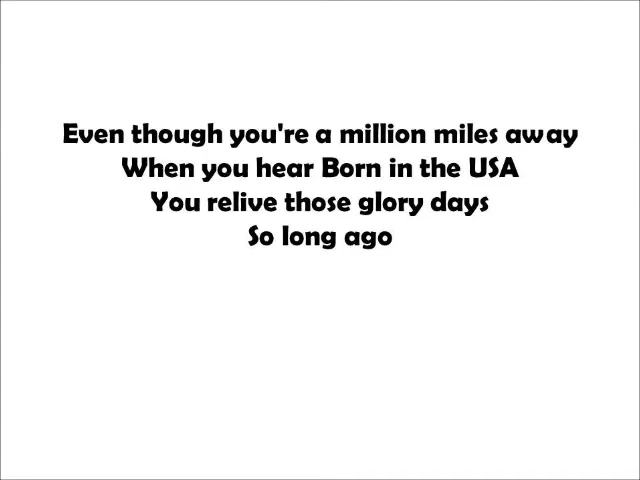 Even though you're a million miles away
When you hear Born in the USA
You relive those glory days
So long ago